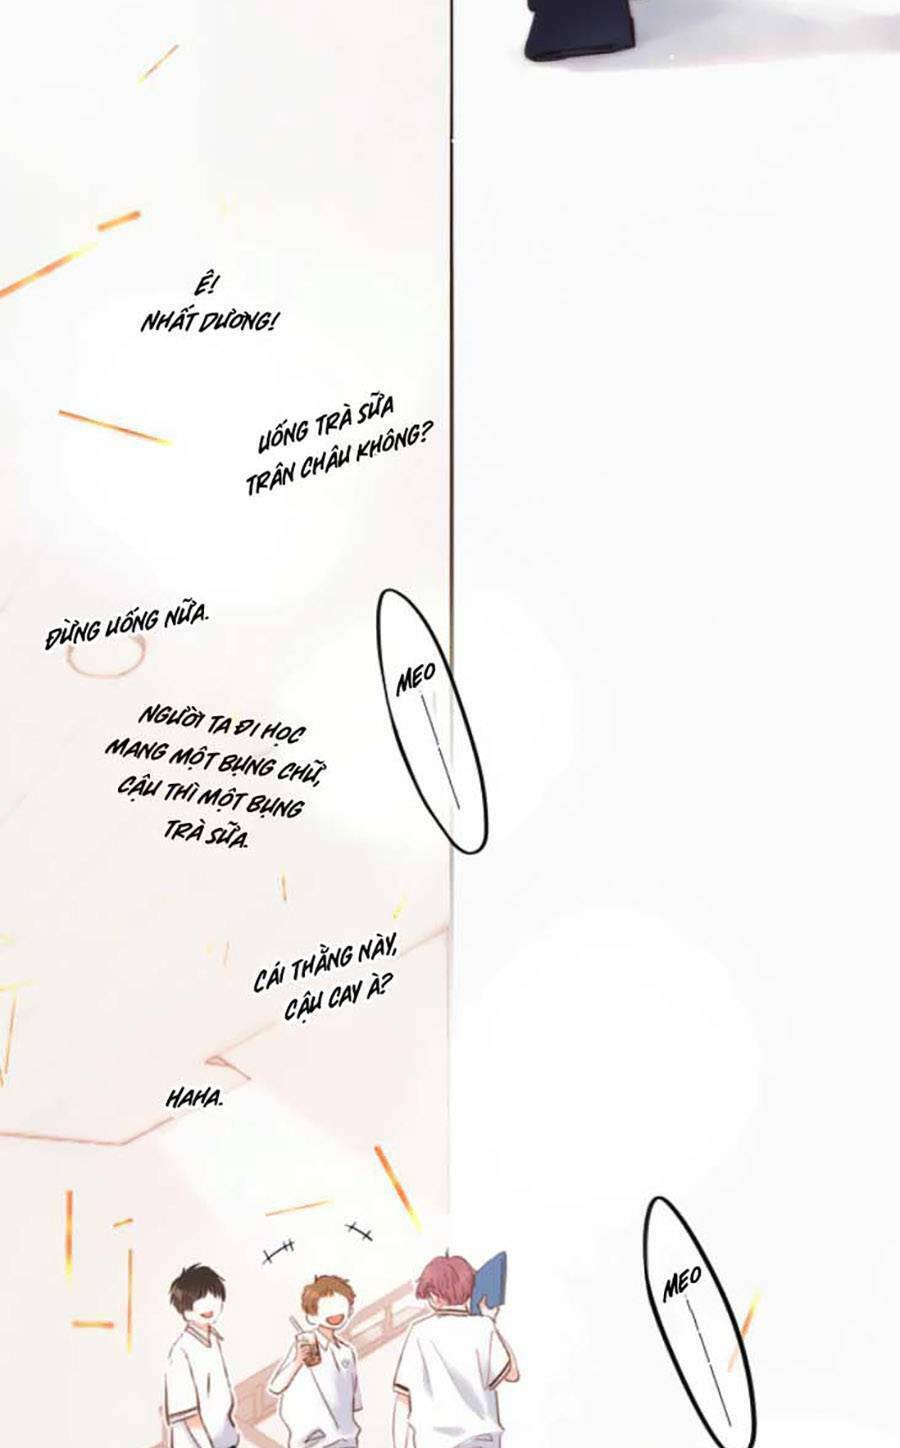 Ê!
NHẤT DƯƠNG!
UỐNG TRÀ SỮA
TRÂN CHÂU KHÔNG?
ĐỪNG UỐNG NỮA.
MEO
NGƯỜI TA ĐI HỌC
MANG MỘT BỤNG CHỮ,
CẬU THÌ MỘT BỤNG
TRÀ SỮA.
CÁI THẰNG NÀY,
CẬU CAY À?
HAHA.
MEO